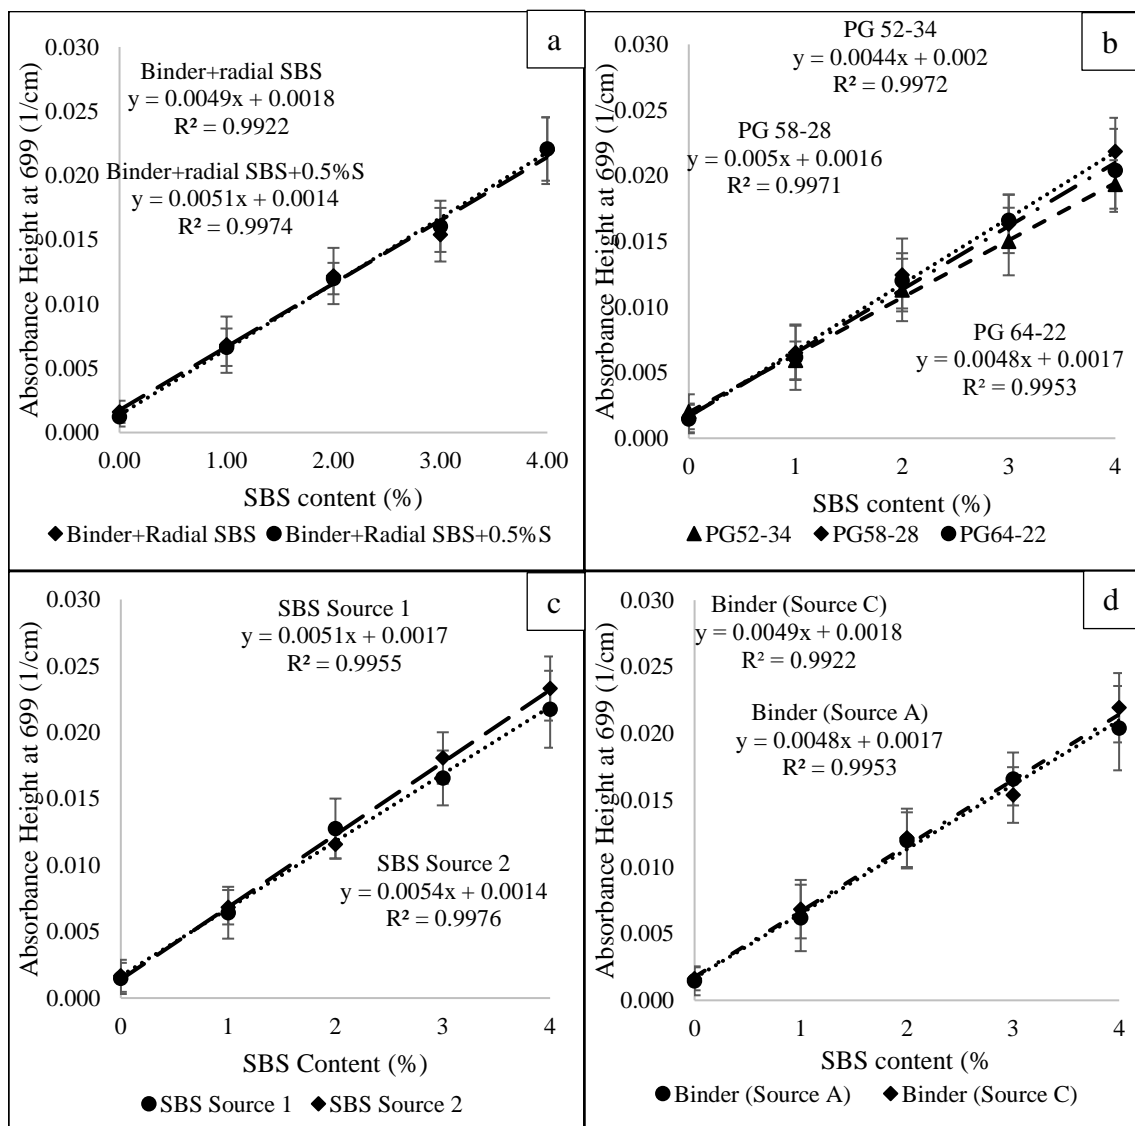 a
Absorbance Height at 699 (1/cm)
0.030
0.025
0.020
0.015
0.010
0.005
0.000
Binder+radial SBS
y = 0.0049x + 0.0018
R² = 0.9922
Binder+radial SBS+0.5%S
y = 0.0051x + 0.0014
R² = 0.9974
0.00 1.00 2.00 3.00 4.00
SBS content (%)
Binder+Radial SBS Binder+Radial SBS+0.5%S
b
Absorbance Height at 699 (1/cm)
0.030
0.025
0.020
0.015
0.010
0.005
0.000
PG 52-34
y = 0.0044x + 0.002
R² = 0.9972
PG 58-28
y = 0.005x + 0.0016
R² = 0.9971
PG 64-22
y = 0.0048x + 0.0017
R² = 0.9953
0 1 2 3 4
SBS content (%)
PG52-34 PG58-28 PG64-22
c
Absorbance Height at 699 (1/cm)
0.030
0.025
0.020
0.015
0.010
0.005
0.000
SBS Source 1
y = 0.0051x + 0.0017
R² = 0.9955
SBS Source 2
y = 0.0054x + 0.0014
R² = 0.9976
0 1 2 3 4
SBS Content (%)
SBS Source 1 SBS Source 2
d
Absorbance Height at 699 (1/cm)
0.030
0.025
0.020
0.015
0.010
0.005
0.000
Binder (Source C)
y = 0.0049x + 0.0018
R² = 0.9922
Binder (Source A)
y = 0.0048x + 0.0017
R² = 0.9953
0 1 2 3 4
SBS content (%
Binder (Source A) Binder (Source C)